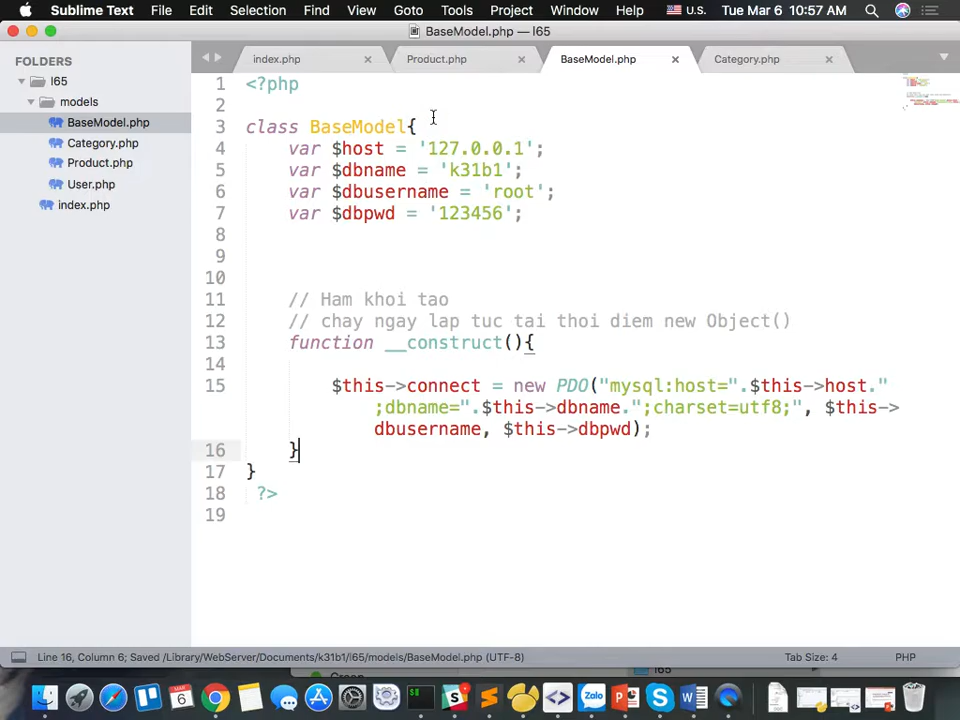 Sublime Text File Edit Selection Find View Goto Tools Project Window Help U.S. Tue Mar 6 10:57 AM
BaseModel.php — l65
FOLDERS
l65
models
BaseModel.php
Category.php
Product.php
User.php
index.php
index.php Product.php BaseModel.php Category.php
1 <?php
2
3 class BaseModel{
4 var $host = '127.0.0.1';
5 var $dbname = 'k31b1';
6 var $dbusername = 'root';
7 var $dbpwd = '123456';
8
9
10
11 // Ham khoi tao
12 // chay ngay lap tuc tai thoi diem new Object()
13 function __construct(){
14
15 $this->connect = new PDO("mysql:host=".$this->host."
;dbname=".$this->dbname.";charset=utf8;", $this->
dbusername, $this->dbpwd);
16 }
17 }
18 ?>
19
Line 16, Column 6; Saved /Library/WebServer/Documents/k31b1/l65/models/BaseModel.php (UTF-8) Tab Size: 4 PHP
l65
Zalo